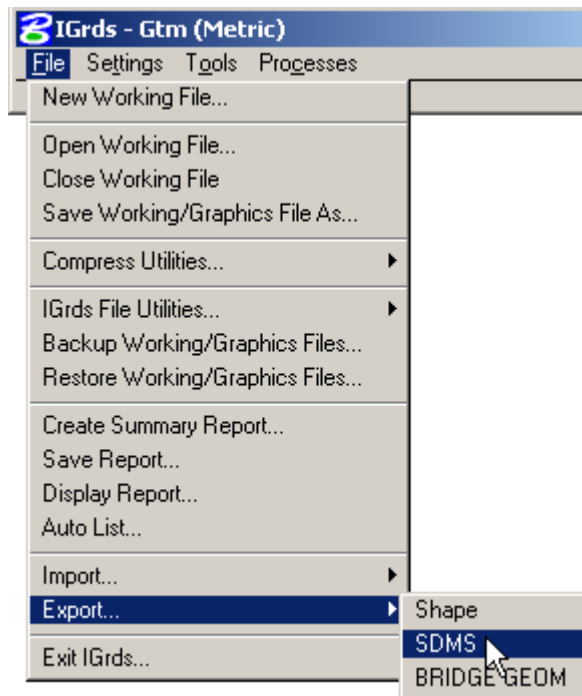 IGrds - Gtm (Metric)
File Settings Tools Processes
New Working File...
Open Working File...
Close Working File
Save Working/Graphics File As...
Compress Utilities...
IGrds File Utilities...
Backup Working/Graphics Files...
Restore Working/Graphics Files...
Create Summary Report...
Save Report...
Display Report...
Auto List...
Import...
Export...
Shape
SDMS
Exit IGrds...
BRIDGE GEOM